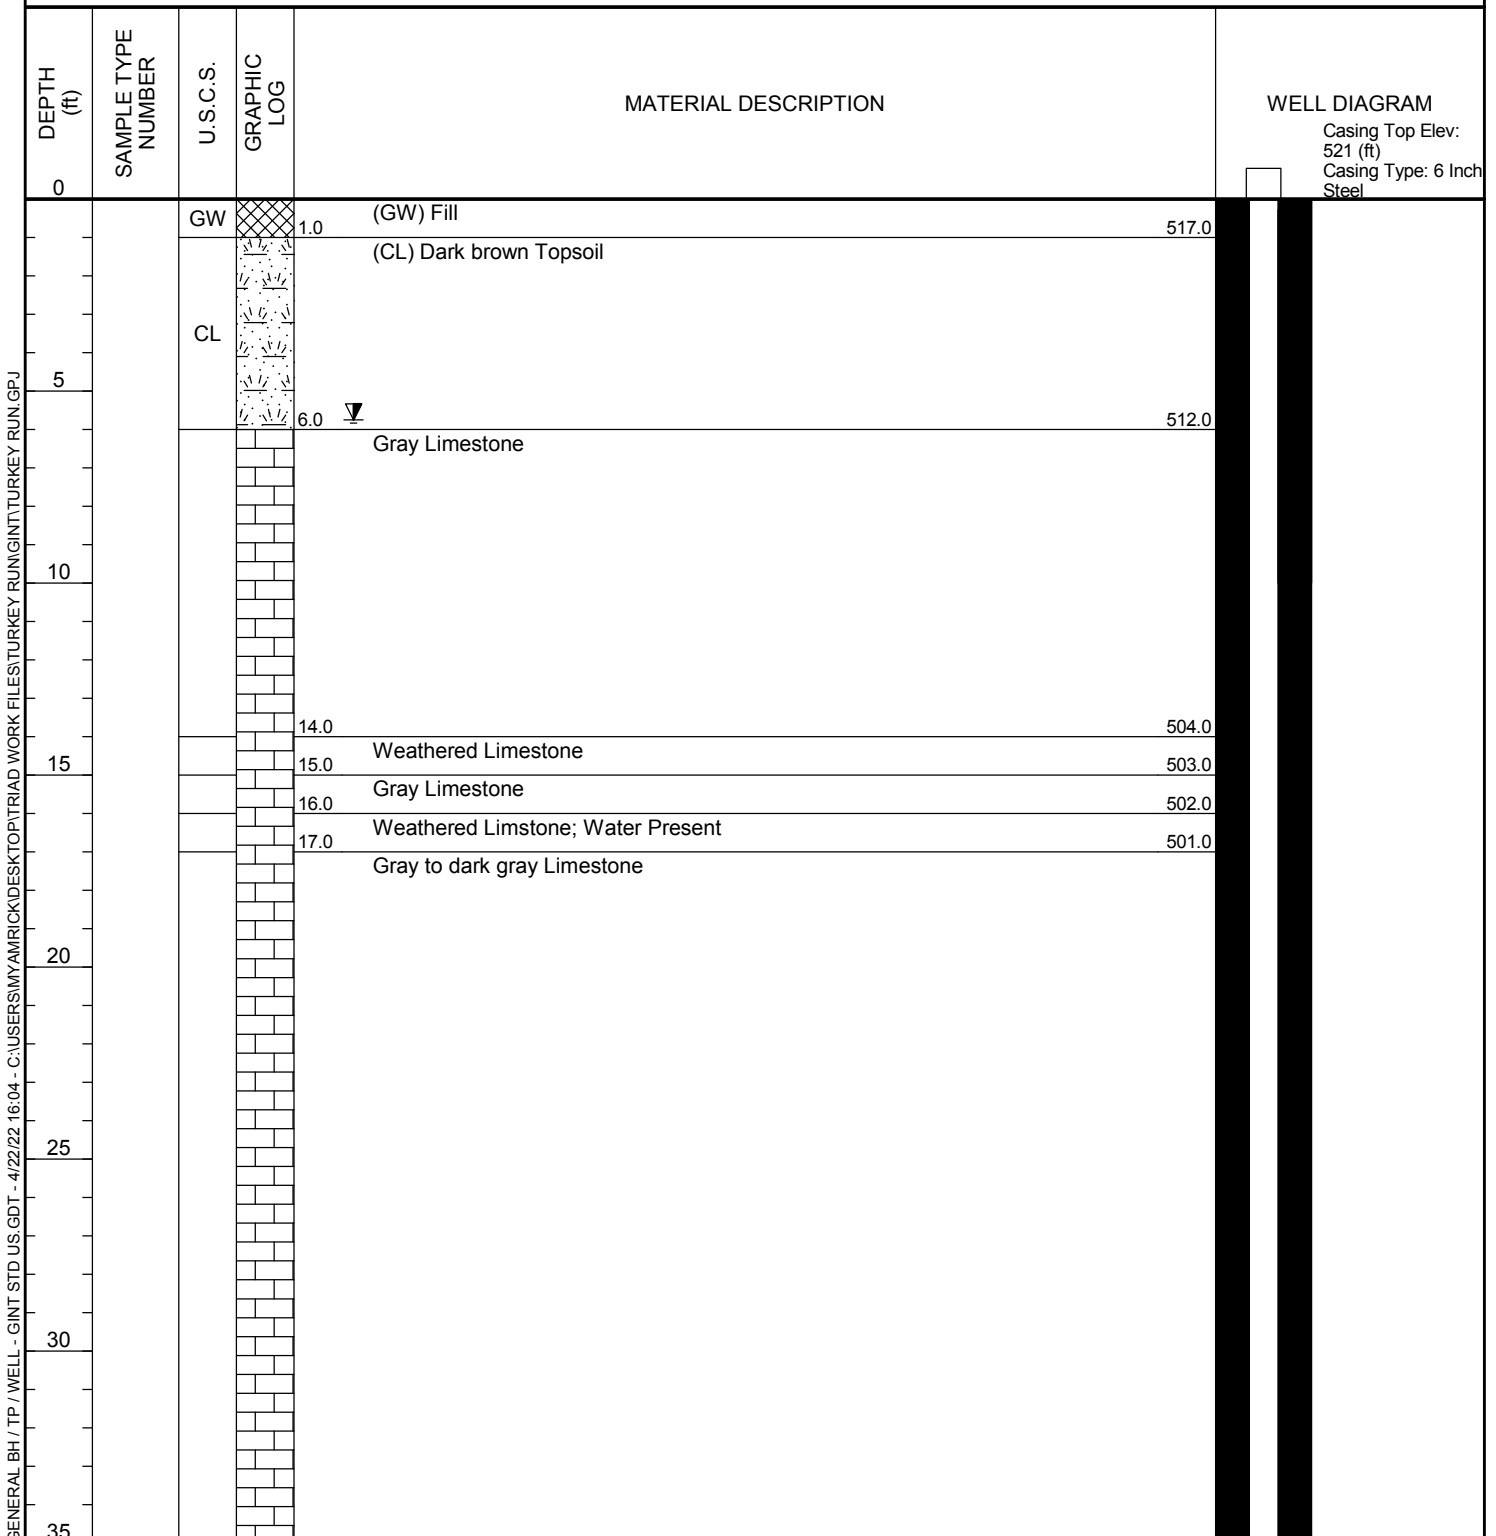 DEPTH
(ft)
SAMPLE TYPE
NUMBER
U.S.C.S.
GRAPHIC
LOG
MATERIAL DESCRIPTION
WELL DIAGRAM
Casing Top Elev:
521 (ft)
Casing Type: 6 Inch
Steel
0
GW
1.0
(GW) Fill
517.0
(CL) Dark brown Topsoil
CL
5
6.0
512.0
Gray Limestone
10
14.0
504.0
Weathered Limestone
15
15.0
503.0
Gray Limestone
16.0
502.0
Weathered Limstone; Water Present
17.0
501.0
Gray to dark gray Limestone
20
25
30
35
GENERAL BH / TP / WELL - GINT STD US.GDT - 4/22/22 16:04 - C:\USERS\MYAMRICK\DESKTOP\TRIAD WORK FILES\TURKEY RUN\GINT\TURKEY RUN.GPJ